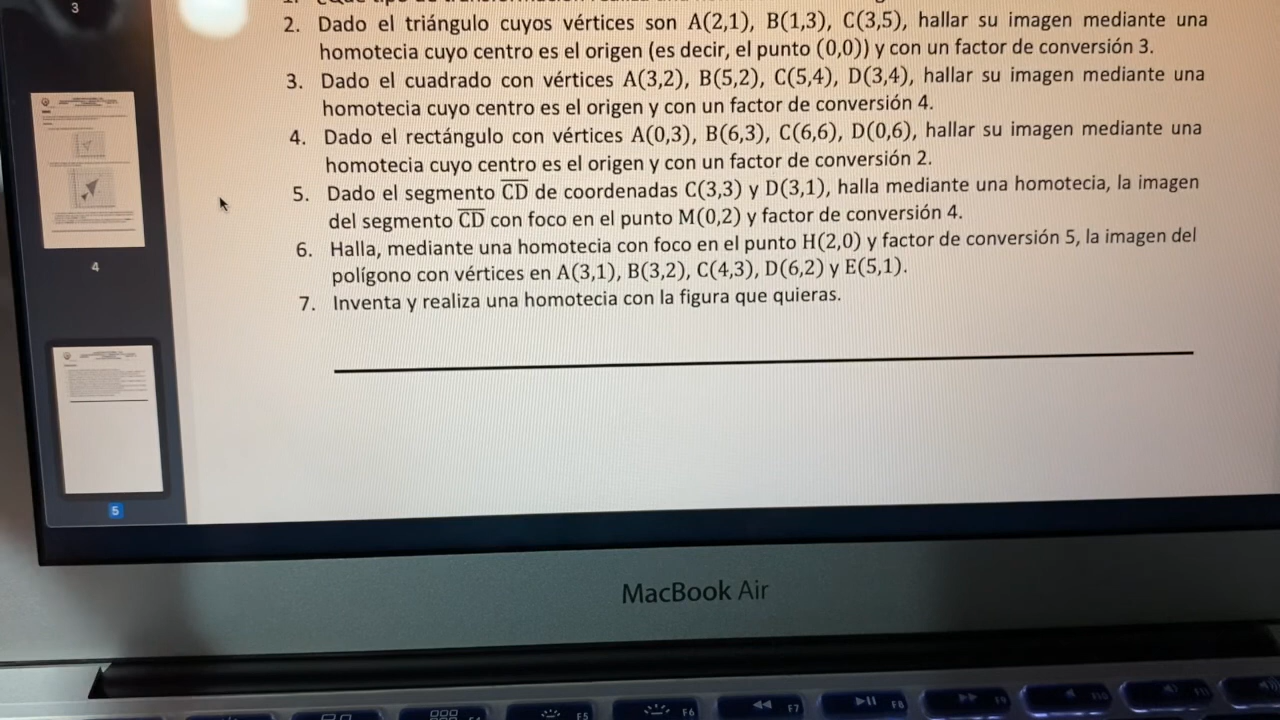 3
2. Dado el triángulo cuyos vértices son A(2,1), B(1,3), C(3,5), hallar su imagen mediante una
homotecia cuyo centro es el origen (es decir, el punto (0,0)) y con un factor de conversión 3.
3. Dado el cuadrado con vértices A(3,2), B(5,2), C(5,4), D(3,4), hallar su imagen mediante una
homotecia cuyo centro es el origen y con un factor de conversión 4.
4. Dado el rectángulo con vértices A(0,3), B(6,3), C(6,6), D(0,6), hallar su imagen mediante una
homotecia cuyo centro es el origen y con un factor de conversión 2.
5. Dado el segmento C̅D̅ de coordenadas C(3,3) y D(3,1), halla mediante una homotecia, la imagen
del segmento C̅D̅ con foco en el punto M(0,2) y factor de conversión 4.
6. Halla, mediante una homotecia con foco en el punto H(2,0) y factor de conversión 5, la imagen del
polígono con vértices en A(3,1), B(3,2), C(4,3), D(6,2) y E(5,1).
7. Inventa y realiza una homotecia con la figura que quieras.
4
5
MacBook Air
F5 F6 F7 F8 F9 F10 F11